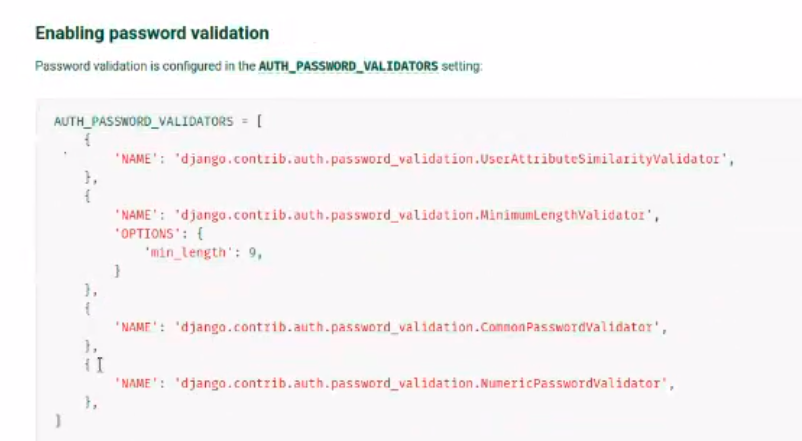 Enabling password validation
Password validation is configured in the AUTH_PASSWORD_VALIDATORS setting:
AUTH_PASSWORD_VALIDATORS = [
    {
        'NAME': 'django.contrib.auth.password_validation.UserAttributeSimilarityValidator',
    },
    {
        'NAME': 'django.contrib.auth.password_validation.MinimumLengthValidator',
        'OPTIONS': {
            'min_length': 9,
        }
    },
    {
        'NAME': 'django.contrib.auth.password_validation.CommonPasswordValidator',
    },
    {
        'NAME': 'django.contrib.auth.password_validation.NumericPasswordValidator',
    },
]